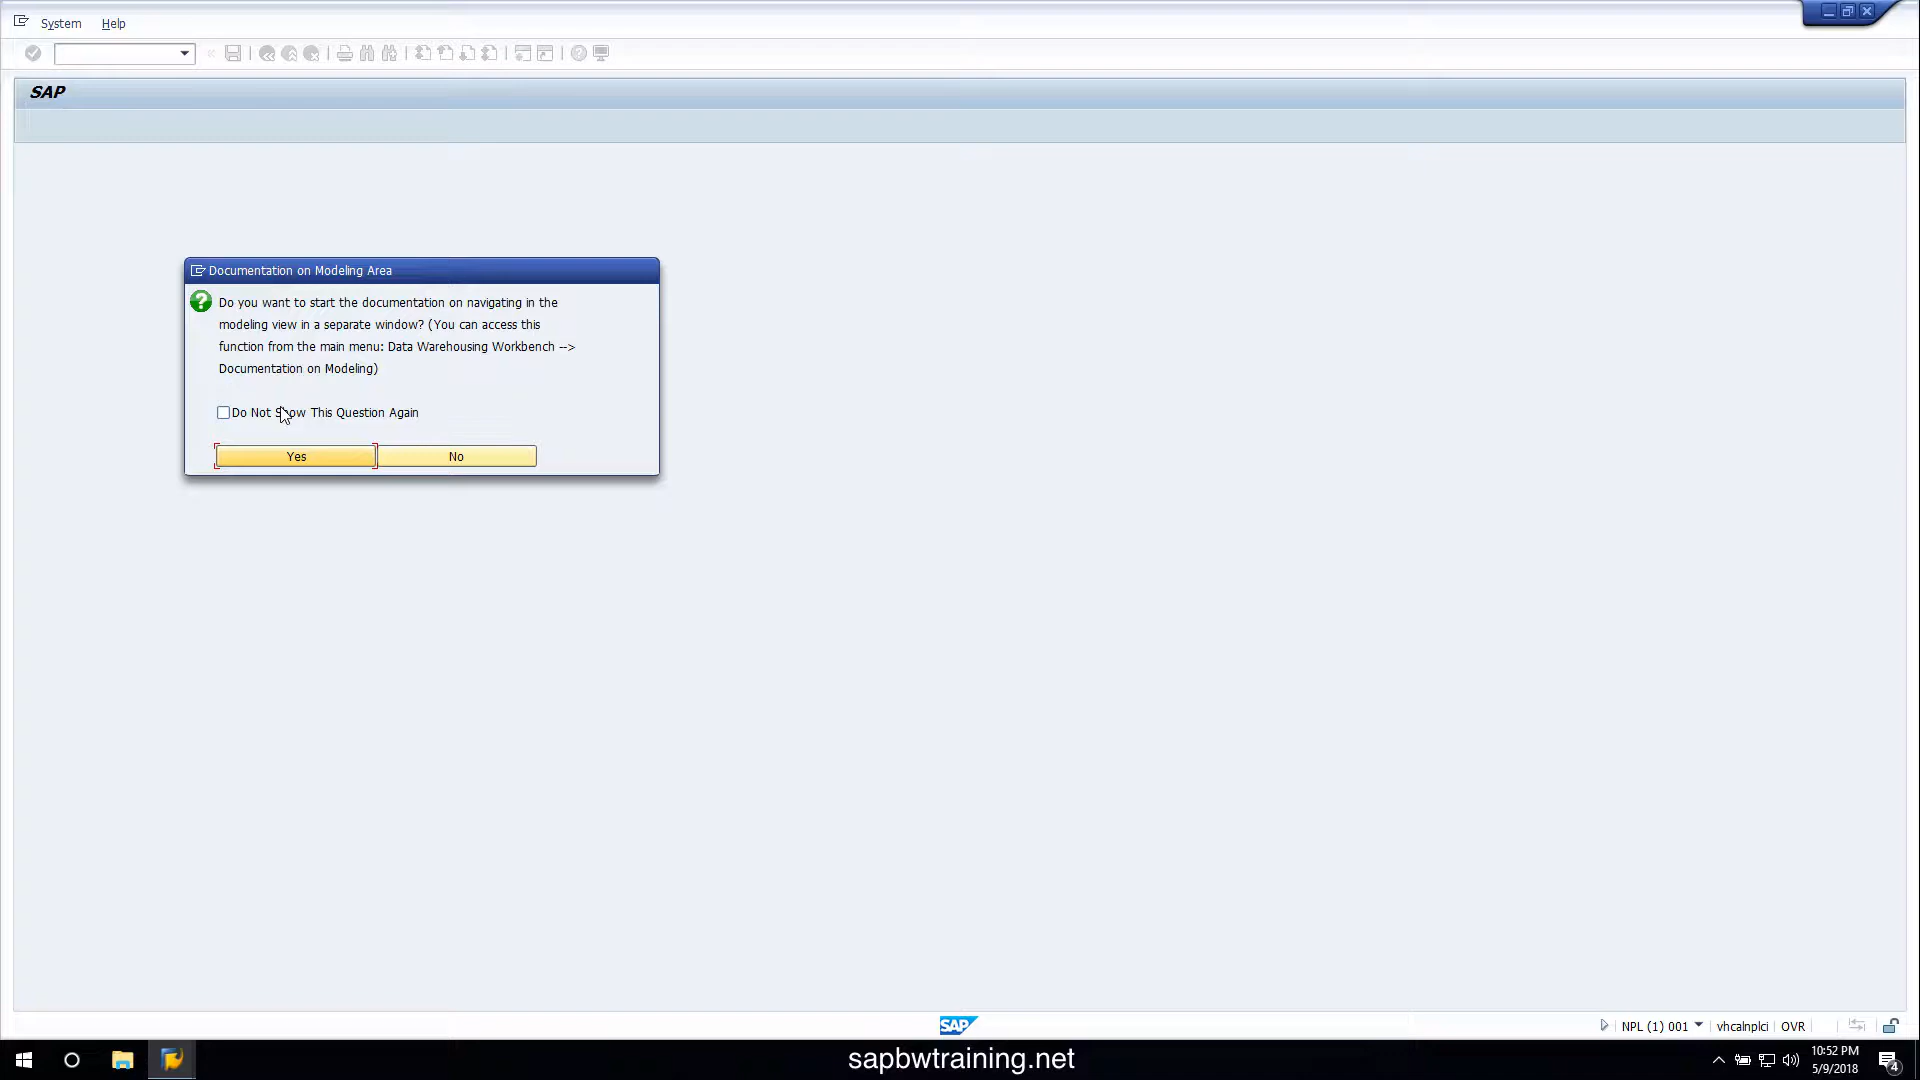 System Help
SAP
Documentation on Modeling Area
Do you want to start the documentation on navigating in the
modeling view in a separate window? (You can access this
function from the main menu: Data Warehousing Workbench -->
Documentation on Modeling)
Do Not Show This Question Again
Yes No
SAP
NPL (1) 001 vhcalnplci OVR
sapbwtraining.net
10:52 PM
5/9/2018
4